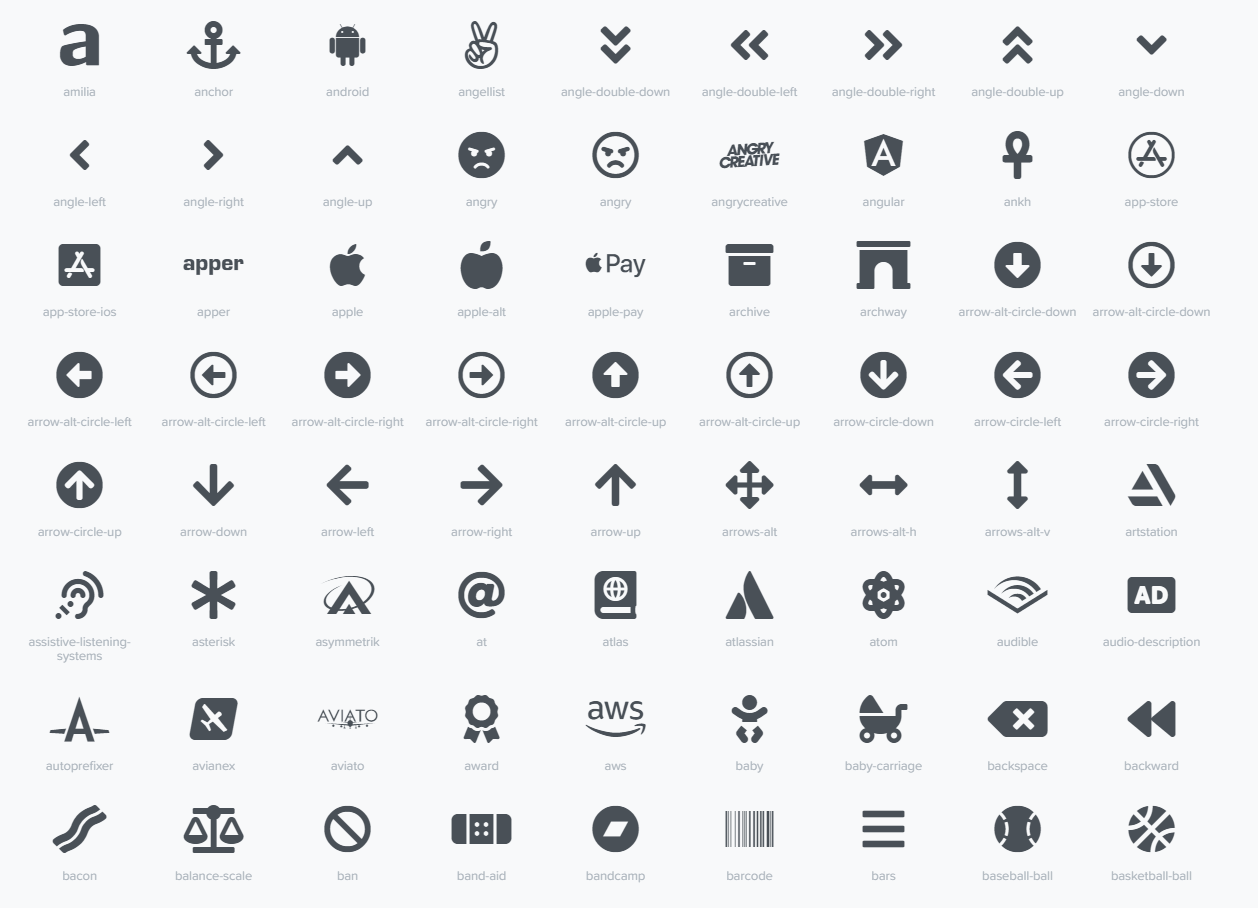 a
amilia anchor android angellist angle-double-down angle-double-left angle-double-right angle-double-up angle-down
ANGRY
CREATIVE
A
angle-left angle-right angle-up angry angry angrycreative angular ankh app-store
apper Pay
app-store-ios apper apple apple-alt apple-pay archive archway arrow-alt-circle-down arrow-alt-circle-down
arrow-alt-circle-left arrow-alt-circle-left arrow-alt-circle-right arrow-alt-circle-right arrow-alt-circle-up arrow-alt-circle-up arrow-circle-down arrow-circle-left arrow-circle-right
arrow-circle-up arrow-down arrow-left arrow-right arrow-up arrows-alt arrows-alt-h arrows-alt-v artstation
@ AD
assistive-listening- asterisk asymmetrik at atlas atlassian atom audible audio-description
systems
A AVIATO aws
autoprefixer avianex aviato award aws baby baby-carriage backspace backward
bacon balance-scale ban band-aid bandcamp barcode bars baseball-ball basketball-ball